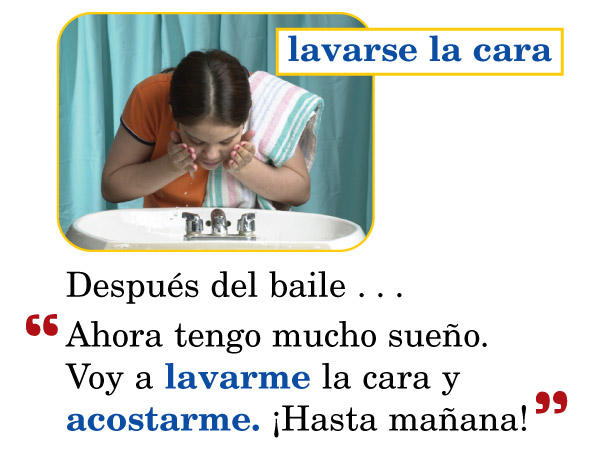 lavarse la cara
Después del baile . . .
“Ahora tengo mucho sueño.
Voy a lavarme la cara y
acostarme. ¡Hasta mañana!”